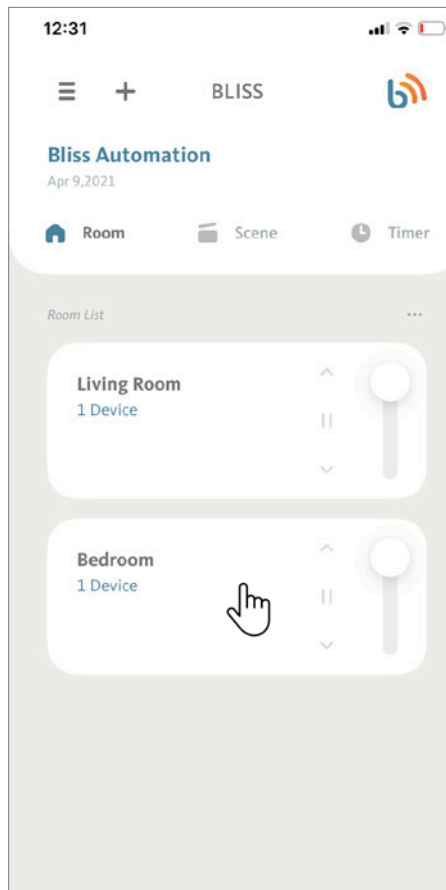 12:31
BLISS
Bliss Automation
Apr 9,2021
Room
Scene
Timer
Room List
Living Room
1 Device
Bedroom
1 Device